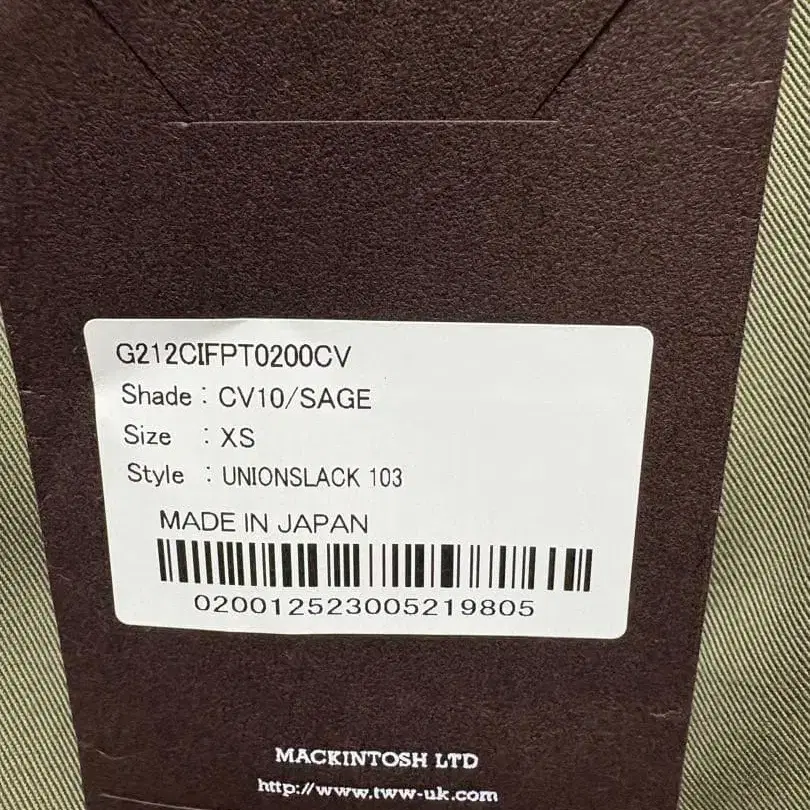 G212CIFPT0200CV
Shade : CV10/SAGE
Size : XS
Style : UNIONSLACK 103
MADE IN JAPAN
020012523005219805
MACKINTOSH LTD
http://www.tww-uk.com